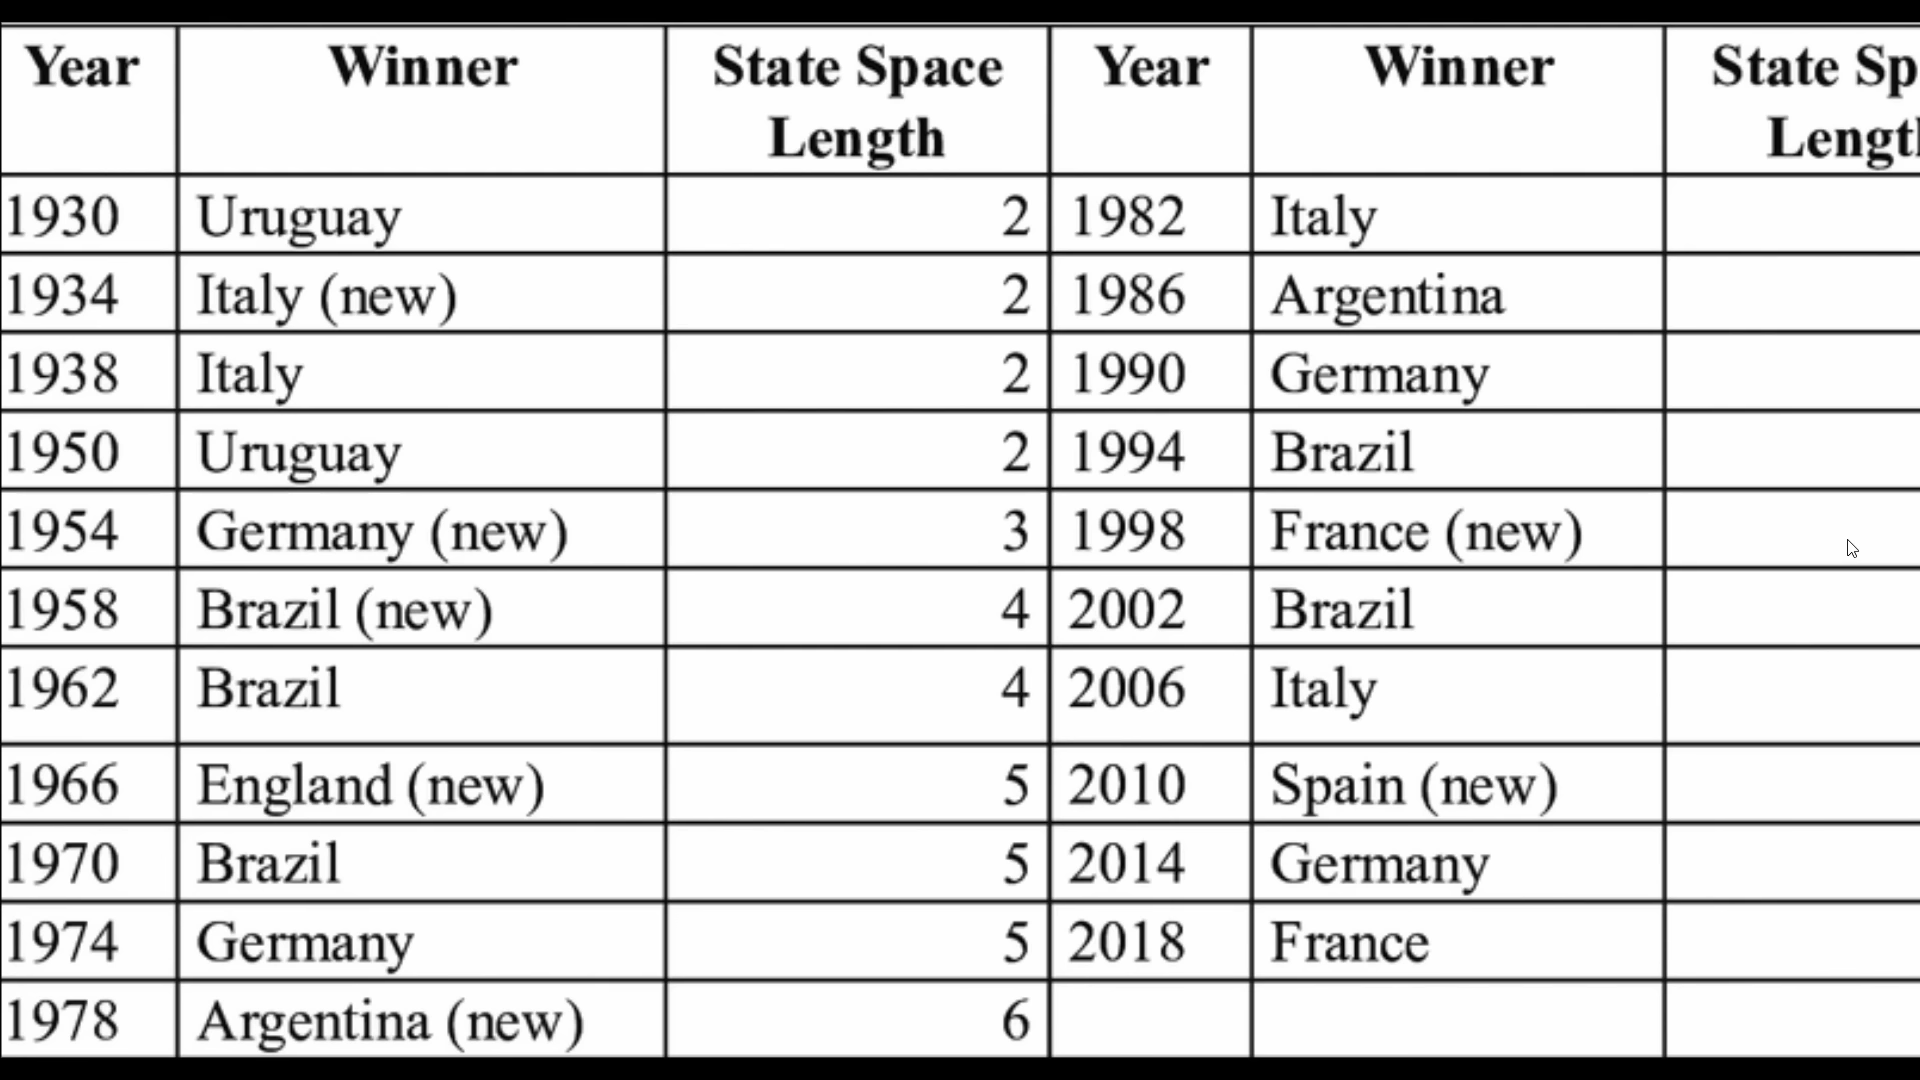 Year Winner State Space Length Year Winner State Sp Lengt
1930 Uruguay 2 1982 Italy
1934 Italy (new) 2 1986 Argentina
1938 Italy 2 1990 Germany
1950 Uruguay 2 1994 Brazil
1954 Germany (new) 3 1998 France (new)
1958 Brazil (new) 4 2002 Brazil
1962 Brazil 4 2006 Italy
1966 England (new) 5 2010 Spain (new)
1970 Brazil 5 2014 Germany
1974 Germany 5 2018 France
1978 Argentina (new) 6